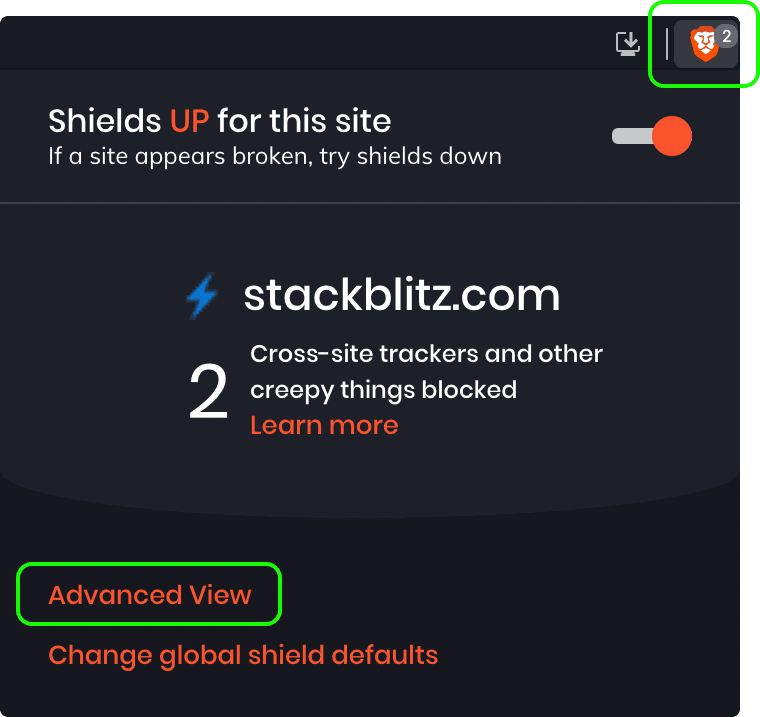 2
Shields UP for this site
If a site appears broken, try shields down
stackblitz.com
2
Cross-site trackers and other
creepy things blocked
Learn more
Advanced View
Change global shield defaults